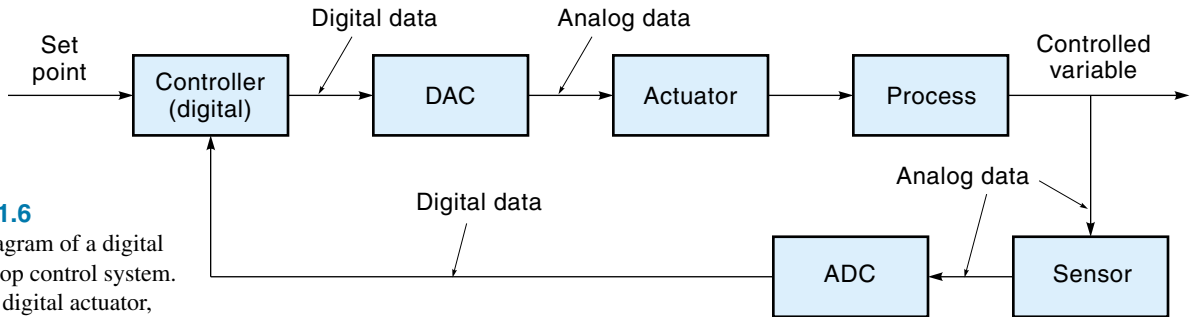 Digital data
Analog data
Set
point
Controller
(digital)
DAC
Actuator
Process
Controlled
variable
Analog data
Digital data
ADC
Sensor
1.6
agram of a digital
op control system.
digital actuator,